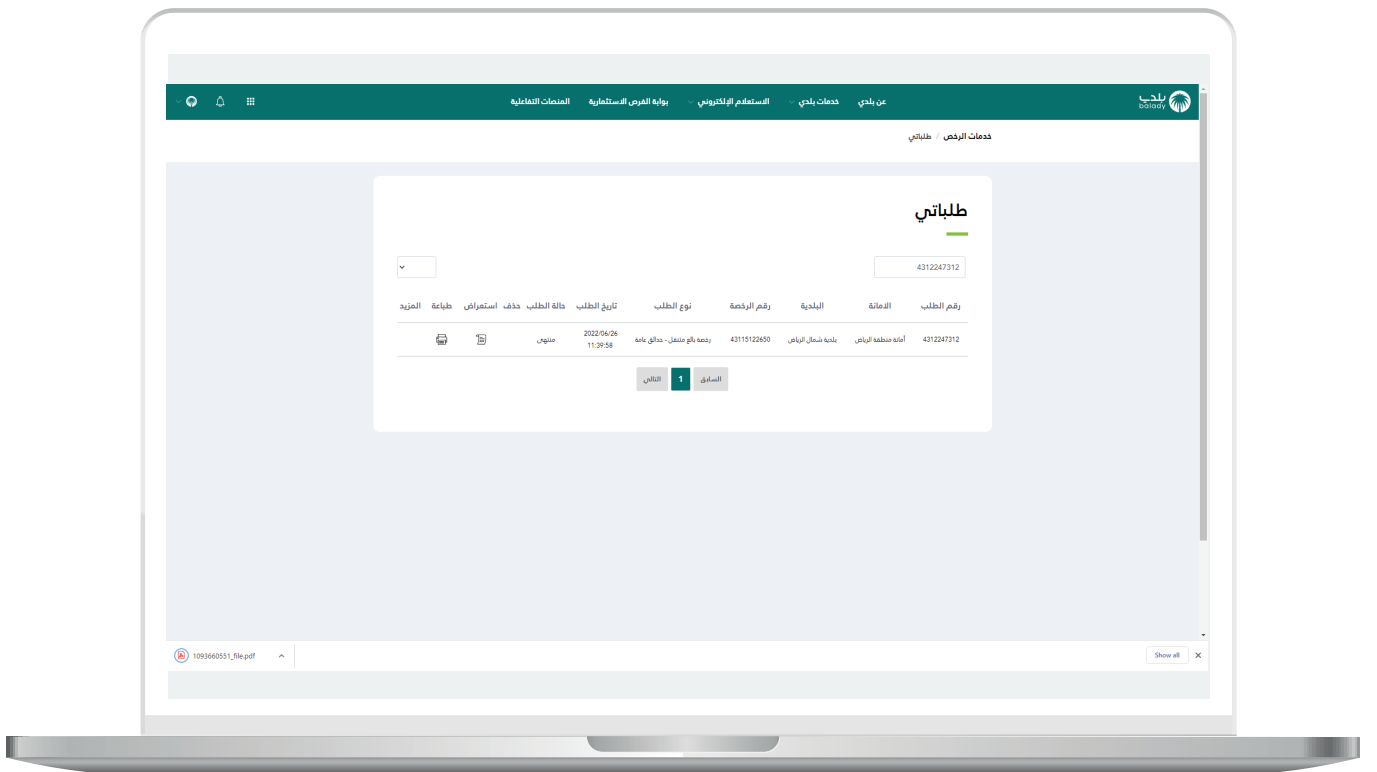 بلدي
balady
عن بلدي خدمات بلدي الاستعلام الإلكتروني بوابة الفرص الاستثمارية المنصات التفاعلية
خدمات الرخص / طلباتي
طلباتي
4312247312
رقم الطلب الامانة البلدية رقم الرخصة نوع الطلب تاريخ الطلب حالة الطلب حذف استعراض طباعة المزيد
4312247312 أمانة منطقة الرياض بلدية شمال الرياض 43115122650 رخصة بائع متنقل - حدائق عامة 2022/06/26 منتهي
11:39:58
السابق 1 التالي
1093660551_file.pdf Show all